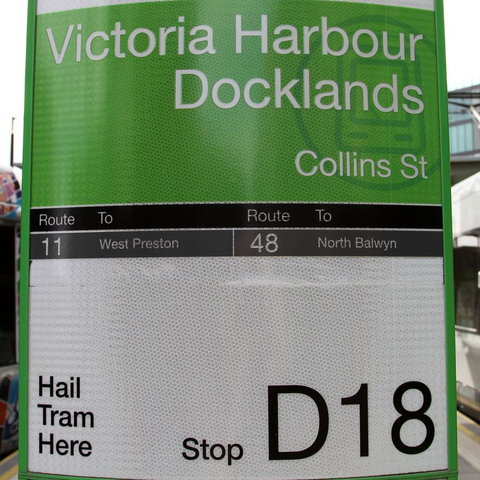 Victoria Harbour
Docklands
Collins St
Route To Route To
11 West Preston 48 North Balwyn
Hail
Tram
Here
Stop D18